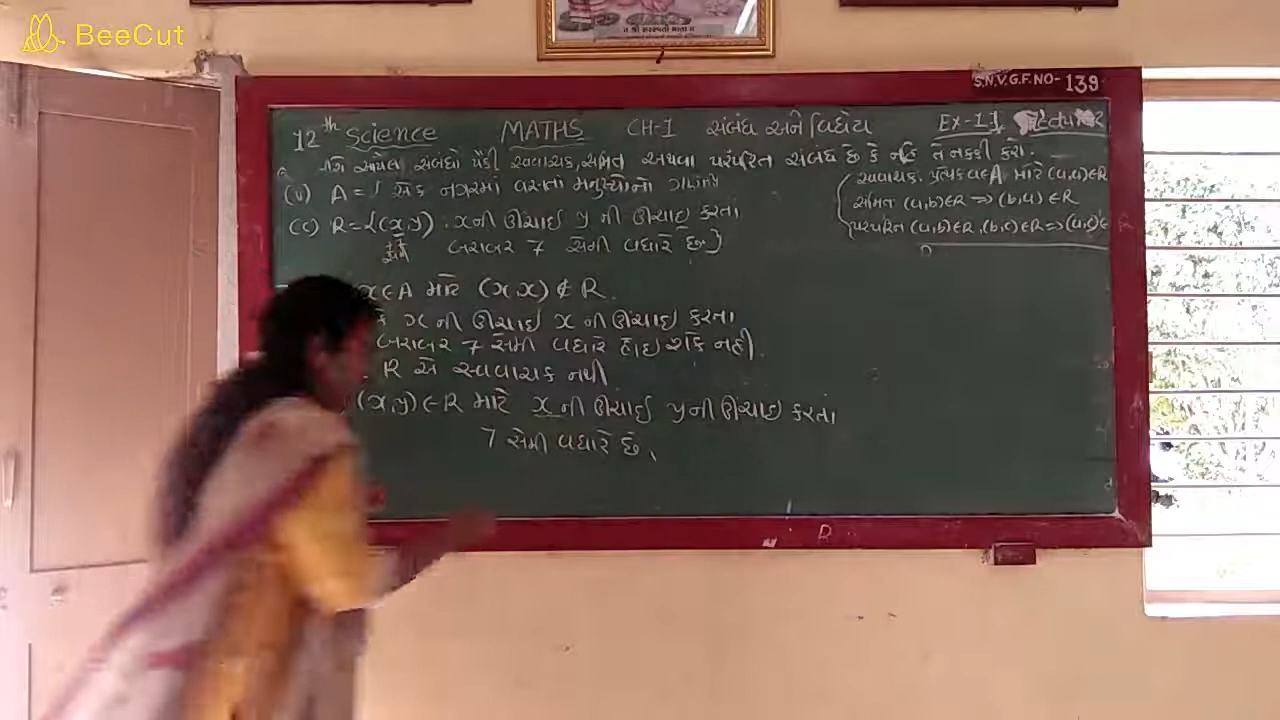 BeeCut
॥ શ્રી સરસ્વતી માતા ॥
S.N.V.G.F.NO- 139
12th Science MATHS CH-1 સંબંધ અને વિધેય Ex-1.1
નીચે આપેલ સંબંધો પૈકી સ્વવાચક, સંમિત અથવા પરંપરિત સંબંધ છે કે નહિ તે નક્કી કરો.
(v) A = એક નગરમાં વસતા મનુષ્યોનો ગણ
(c) R = {(x,y) : x ની ઊંચાઈ y ની ઊંચાઈ કરતા
બરાબર 7 સેમી વધારે છે }
સ્વવાચક: પ્રત્યેક a∈A માટે (a,a)∈R
સંમિત (a,b)∈R ⇒ (b,a)∈R
પરંપરિત (a,b)∈R, (b,c)∈R ⇒ (a,c)∈R
x∈A માટે (x,x) ∉ R.
કે x ની ઊંચાઈ x ની ઊંચાઈ કરતા
બરાબર 7 સેમી વધારે હોઇ શકે નહી.
R એ સ્વવાચક નથી
(x,y)∈R માટે x ની ઊંચાઈ y ની ઊંચાઇ કરતા
7 સેમી વધારે છે.
R